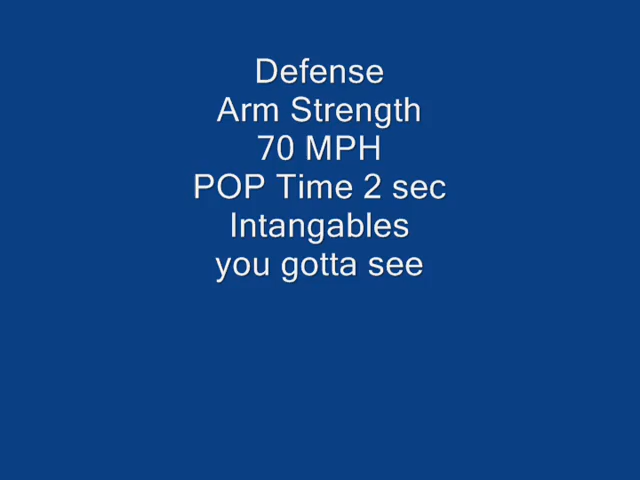 Defense
Arm Strength
70 MPH
POP Time 2 sec
Intangables
you gotta see